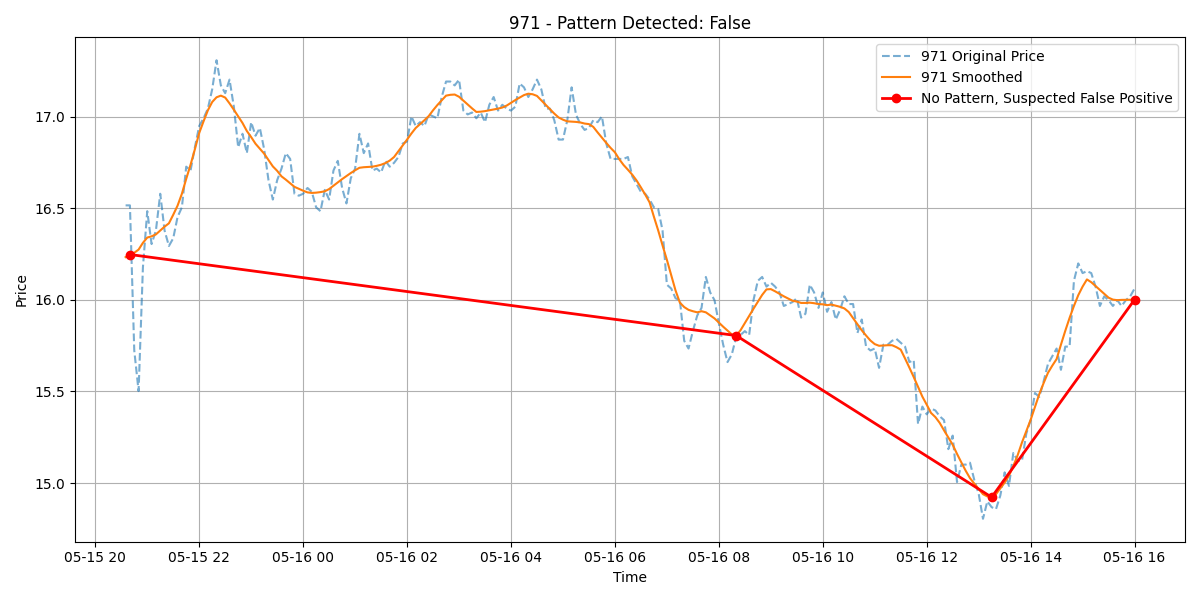 971 - Pattern Detected: False
971 Original Price
971 Smoothed
No Pattern, Suspected False Positive
Price
17.0
16.5
16.0
15.5
15.0
05-15 20 05-15 22 05-16 00 05-16 02 05-16 04 05-16 06 05-16 08 05-16 10 05-16 12 05-16 14 05-16 16
Time